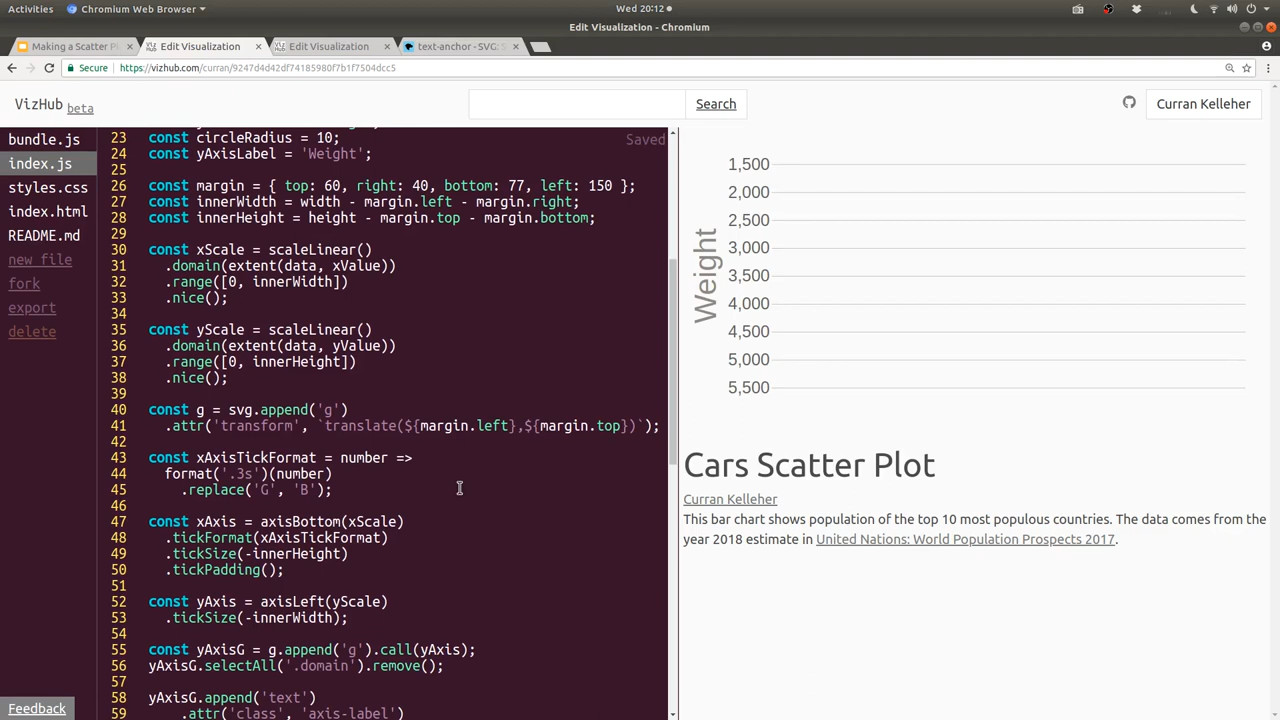 Activities
Chromium Web Browser
Wed 20:12
Edit Visualization - Chromium
Making a Scatter Pl
Edit Visualization
Edit Visualization
text-anchor - SVG: S
Secure
https://vizhub.com/curran/9247d4d42df74185980f7b1f7504dcc5
VizHub beta
Search
Curran Kelleher
bundle.js
index.js
styles.css
index.html
README.md
new file
fork
export
delete
Feedback
Saved
23 const circleRadius = 10;
24 const yAxisLabel = 'Weight';
25
26 const margin = { top: 60, right: 40, bottom: 77, left: 150 };
27 const innerWidth = width - margin.left - margin.right;
28 const innerHeight = height - margin.top - margin.bottom;
29
30 const xScale = scaleLinear()
31 .domain(extent(data, xValue))
32 .range([0, innerWidth])
33 .nice();
34
35 const yScale = scaleLinear()
36 .domain(extent(data, yValue))
37 .range([0, innerHeight])
38 .nice();
39
40 const g = svg.append('g')
41 .attr('transform', `translate(${margin.left},${margin.top})`);
42
43 const xAxisTickFormat = number =>
44 format('.3s')(number)
45 .replace('G', 'B');
46
47 const xAxis = axisBottom(xScale)
48 .tickFormat(xAxisTickFormat)
49 .tickSize(-innerHeight)
50 .tickPadding();
51
52 const yAxis = axisLeft(yScale)
53 .tickSize(-innerWidth);
54
55 const yAxisG = g.append('g').call(yAxis);
56 yAxisG.selectAll('.domain').remove();
57
58 yAxisG.append('text')
59 .attr('class', 'axis-label')
Weight
1,500
2,000
2,500
3,000
3,500
4,000
4,500
5,000
5,500
Cars Scatter Plot
Curran Kelleher
This bar chart shows population of the top 10 most populous countries. The data comes from the
year 2018 estimate in United Nations: World Population Prospects 2017.